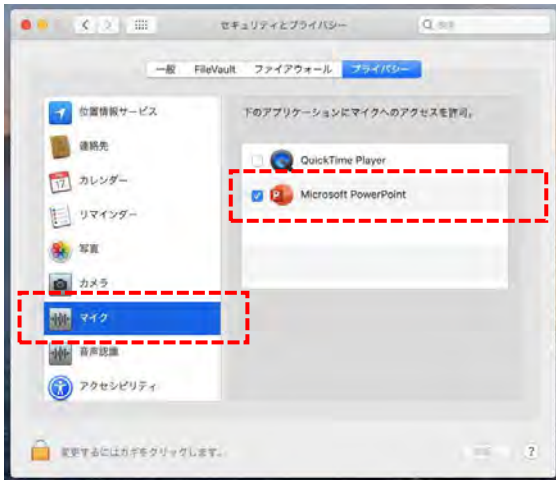 セキュリティとプライバシー
検索
一般 FileVault ファイアウォール プライバシー
位置情報サービス
連絡先
17
カレンダー
リマインダー
写真
カメラ
マイク
音声認識
アクセシビリティ
下のアプリケーションにマイクへのアクセスを許可。
QuickTime Player
P
Microsoft PowerPoint
変更するにはカギをクリックします。
?